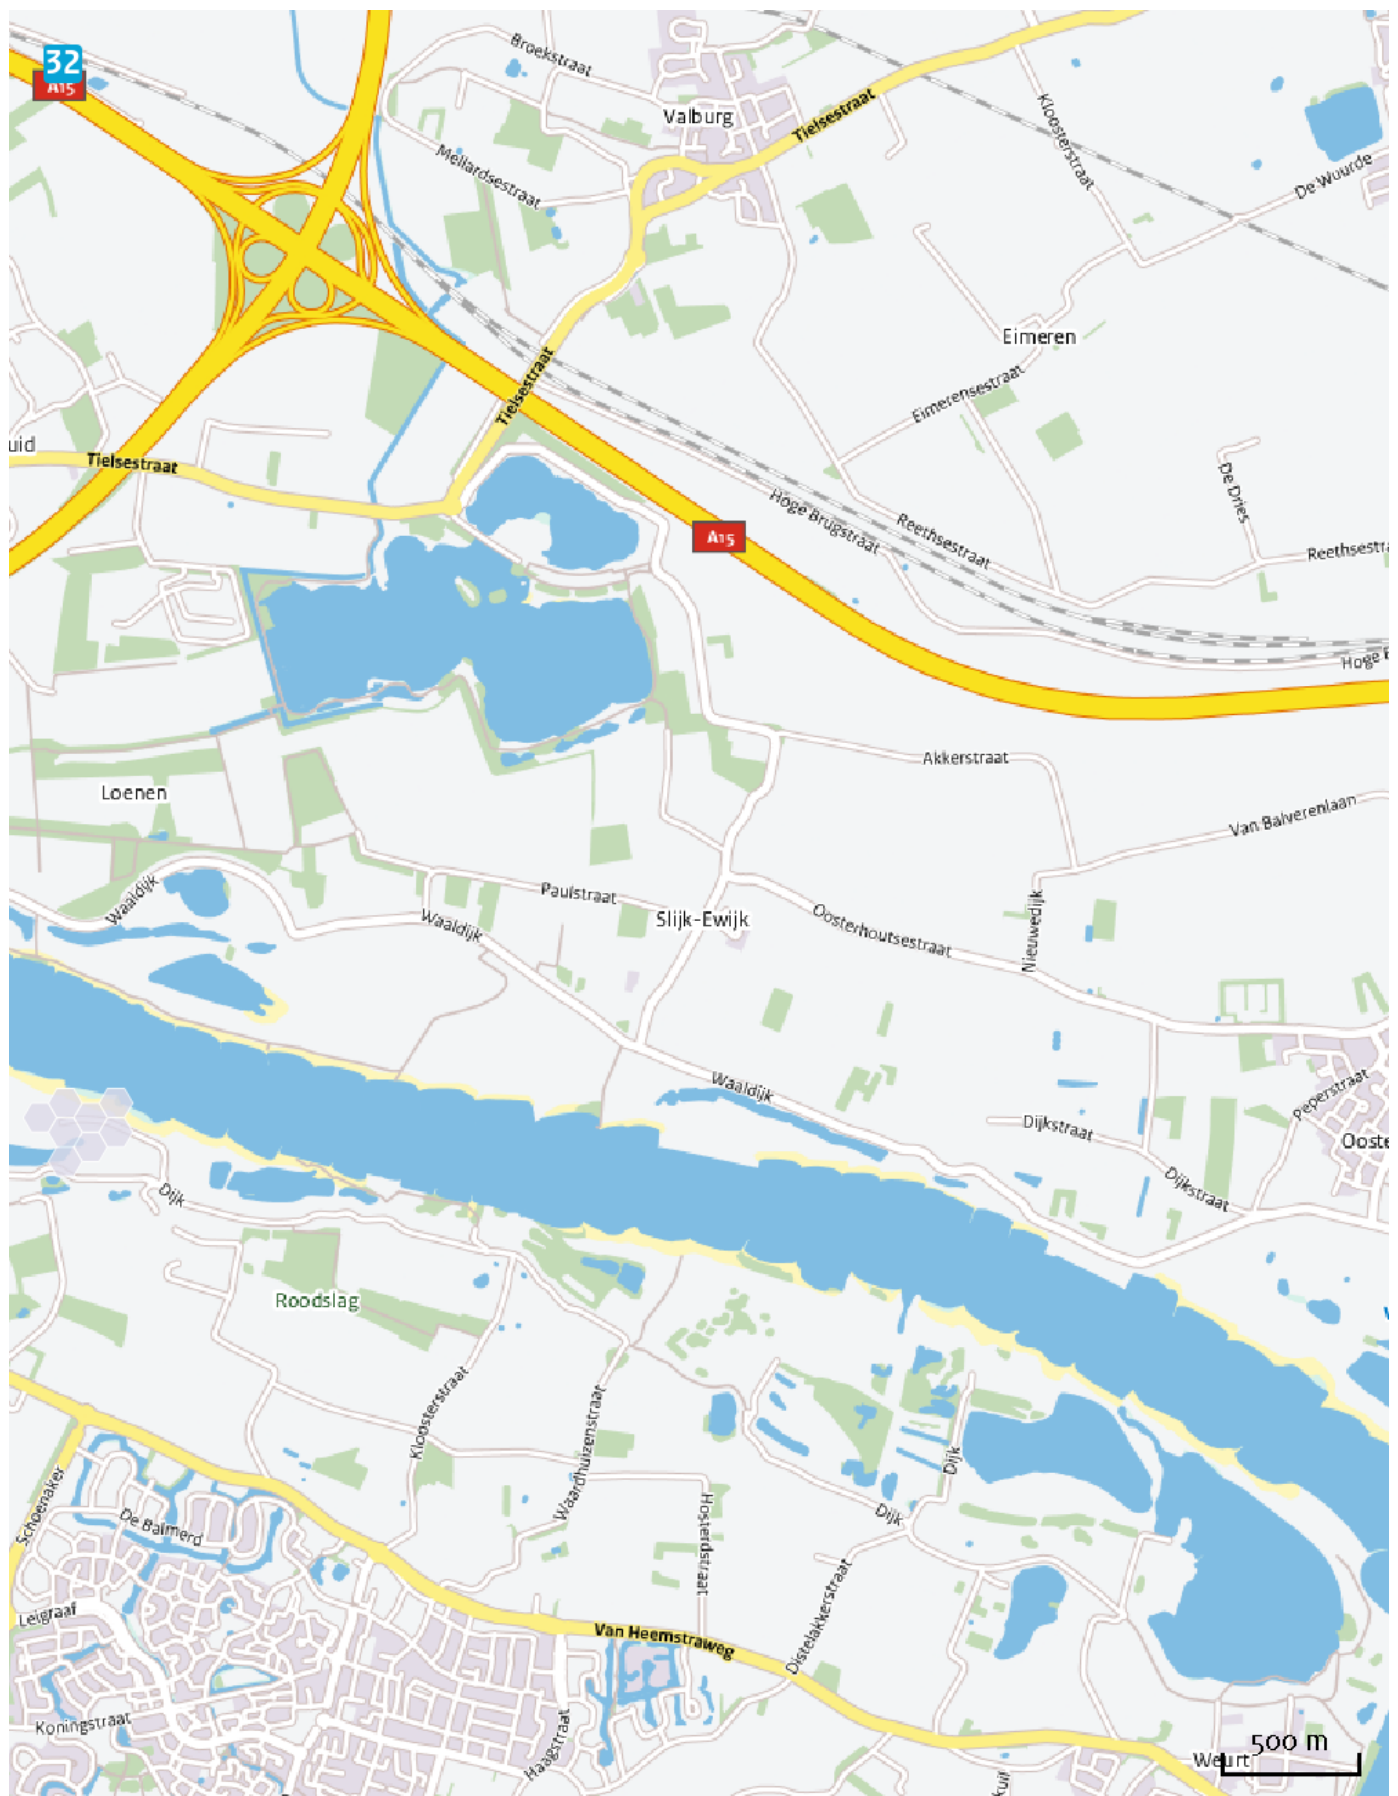 32
A15
Broekstraat
Valburg
Tielsestraat
Kloosterstraat
De Wuurde
Mellardsestraat
Eimeren
Eimerensestraat
Tielsestraat
uid
Tielsestraat
De Dries
Hoge Brugstraat
Reethsestraat
A15
Reethsestra
Hoge
Akkerstraat
Loenen
Van Balverenlaan
Waaldijk
Paulstraat
Slijk-Ewijk
Waaldijk
Oosterhoutsestraat
Nieuwedijk
Waaldijk
Peperstraat
Dijkstraat
Ooste
Dijk
Dijkstraat
Roodslag
Kloosterstraat
Waardhuizenstraat
Dijk
Schoenaker
De Balmerd
Hosterdstraat
Dijk
Distelakkerstraat
Leigraaf
Van Heemstraweg
Koningstraat
Haagstraat
Weurt
500 m
kuil